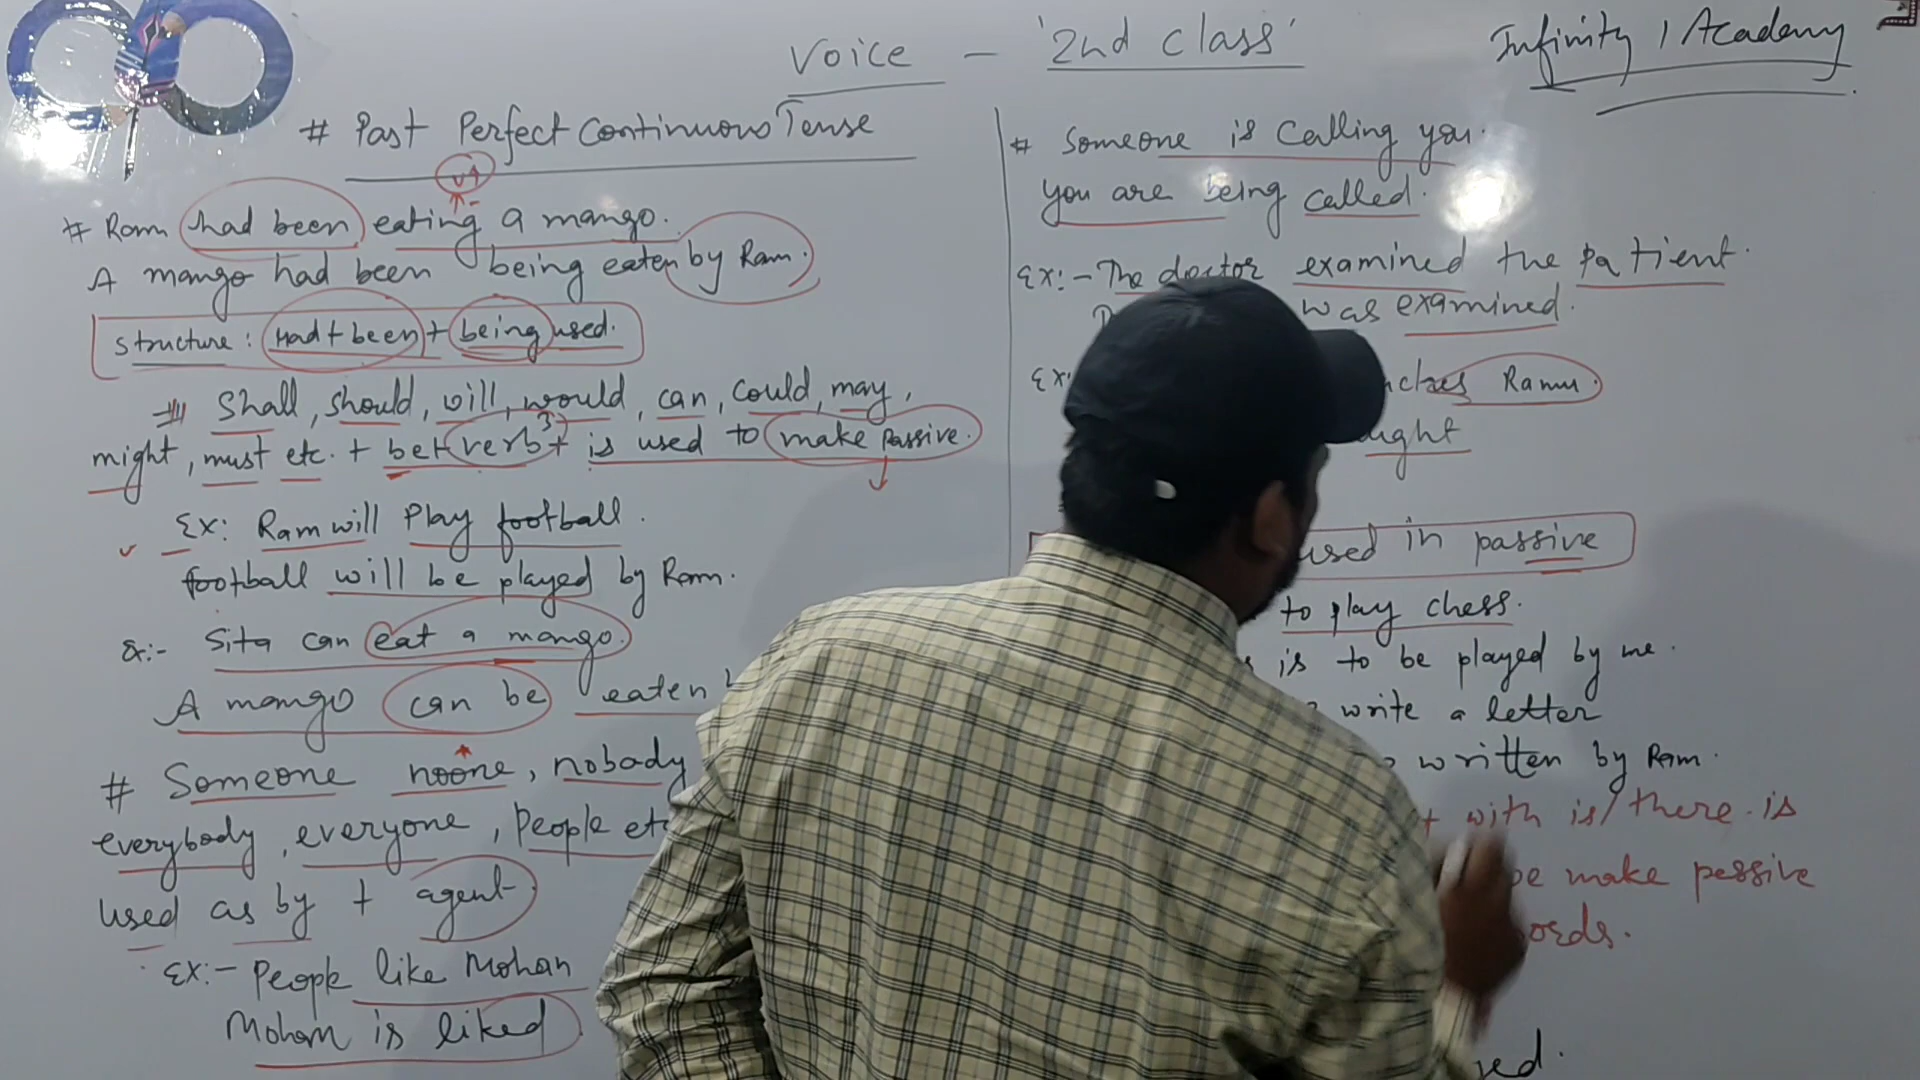 Voice - '2nd class'
Infinity Academy
# Past Perfect Continuous Tense
v1
# Ram had been eating a mango.
A mango had been being eaten by Ram.
Structure: Had + been + being used.
Shall, should, will, would, can, could, may,
might, must etc. + be + verb3 + is used to make passive.
Ex: Ram will Play football.
football will be played by Ram.
Ex:- Sita can eat a mango.
A mango can be eaten
# Someone noone, nobody
everybody, everyone, People etc
used as by + agent
Ex:- People like Mohan
Mohan is liked
# Someone is calling you.
you are being called.
Ex:- The doctor examined the patient.
was examined.
Ex: Ramu
used in passive
to play chess.
is to be played by me.
write a letter
written by Ram.
with is/there is
be make pessive